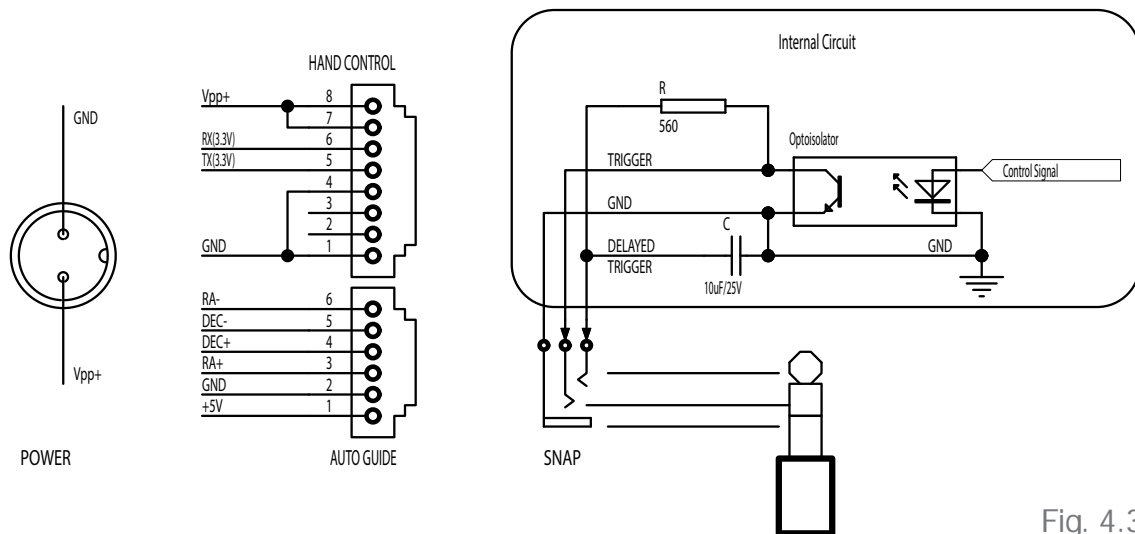 GND
Vpp+
POWER
HAND CONTROL
Vpp+ 8
7
RX(3.3V) 6
TX(3.3V) 5
4
3
2
GND 1
RA- 6
DEC- 5
DEC+ 4
RA+ 3
GND 2
+5V 1
AUTO GUIDE
Internal Circuit
R
560
Optoisolator
TRIGGER
Control Signal
GND
C
DELAYED
TRIGGER
GND
10uF/25V
SNAP
Fig. 4.3